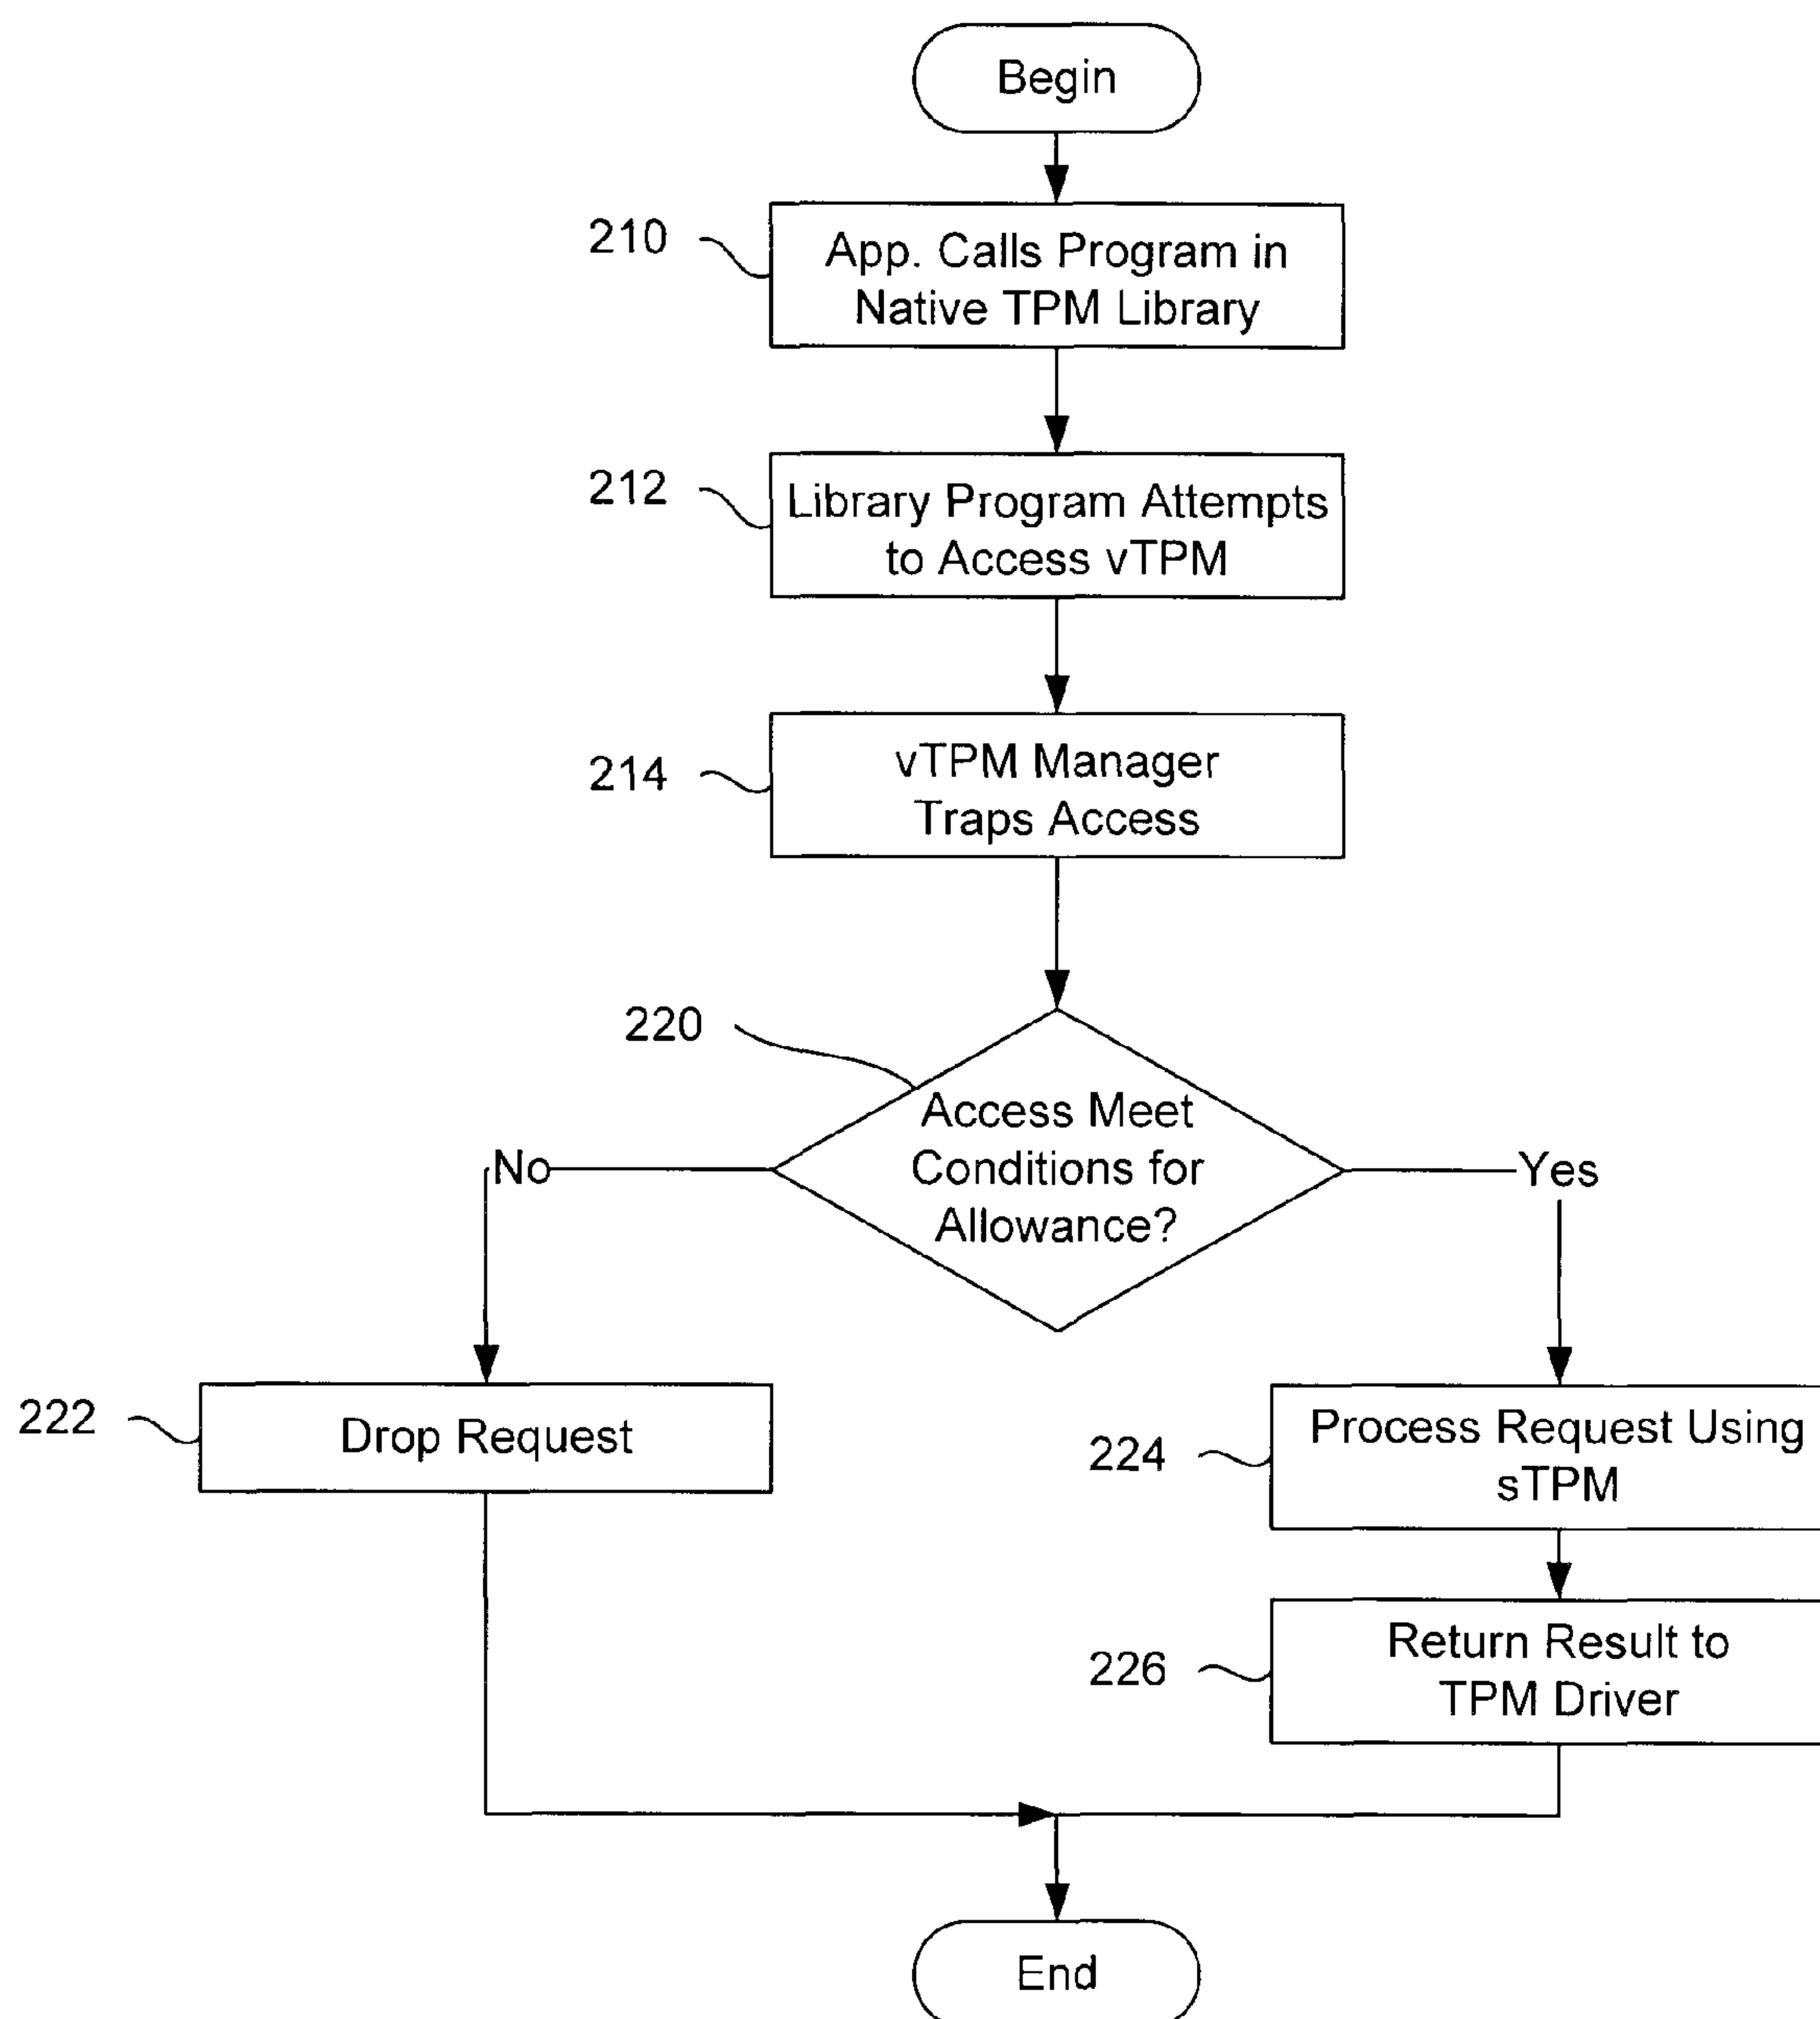 Begin
210
App. Calls Program in
Native TPM Library
212
Library Program Attempts
to Access vTPM
214
vTPM Manager
Traps Access
220
Access Meet
Conditions for
Allowance?
No
Yes
222
Drop Request
224
Process Request Using
sTPM
226
Return Result to
TPM Driver
End